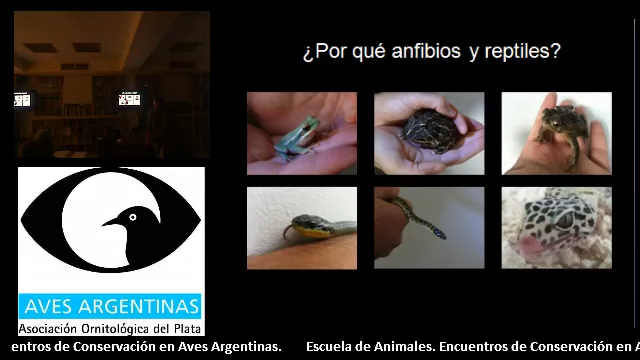 ¿Por qué anfibios y reptiles?
AVES ARGENTINAS
Asociación Ornitológica del Plata
entros de Conservación en Aves Argentinas. Escuela de Animales. Encuentros de Conservación en A